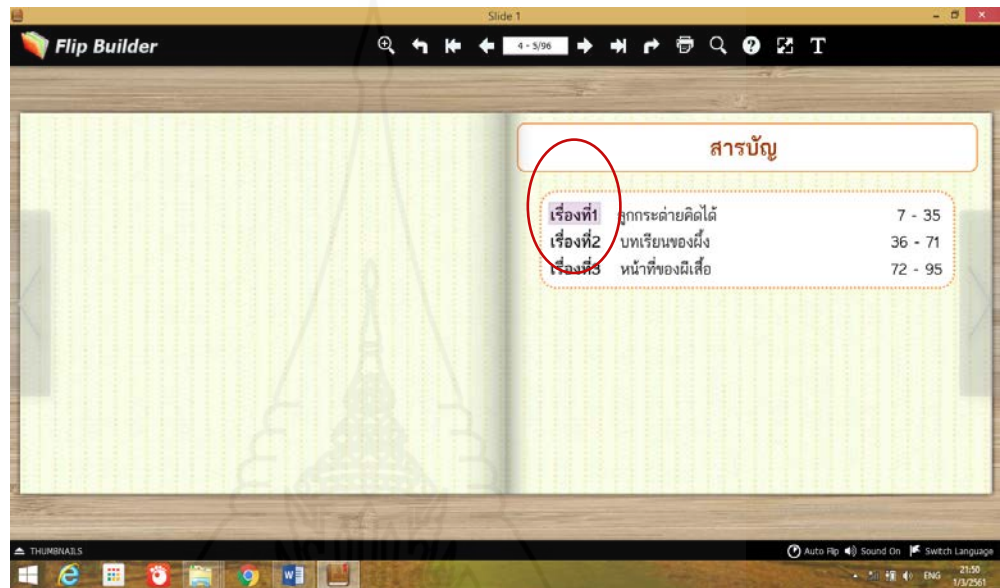 Slide 1
Flip Builder
4 - 5/96
T
สารบัญ
เรื่องที่1 ลูกกระต่ายคิดได้ 7 - 35
เรื่องที่2 บทเรียนของผึ้ง 36 - 71
เรื่องที่3 หน้าที่ของผีเสื้อ 72 - 95
THUMBNAILS
Auto Flip Sound On Switch Language
ENG
21:50
1/3/2561